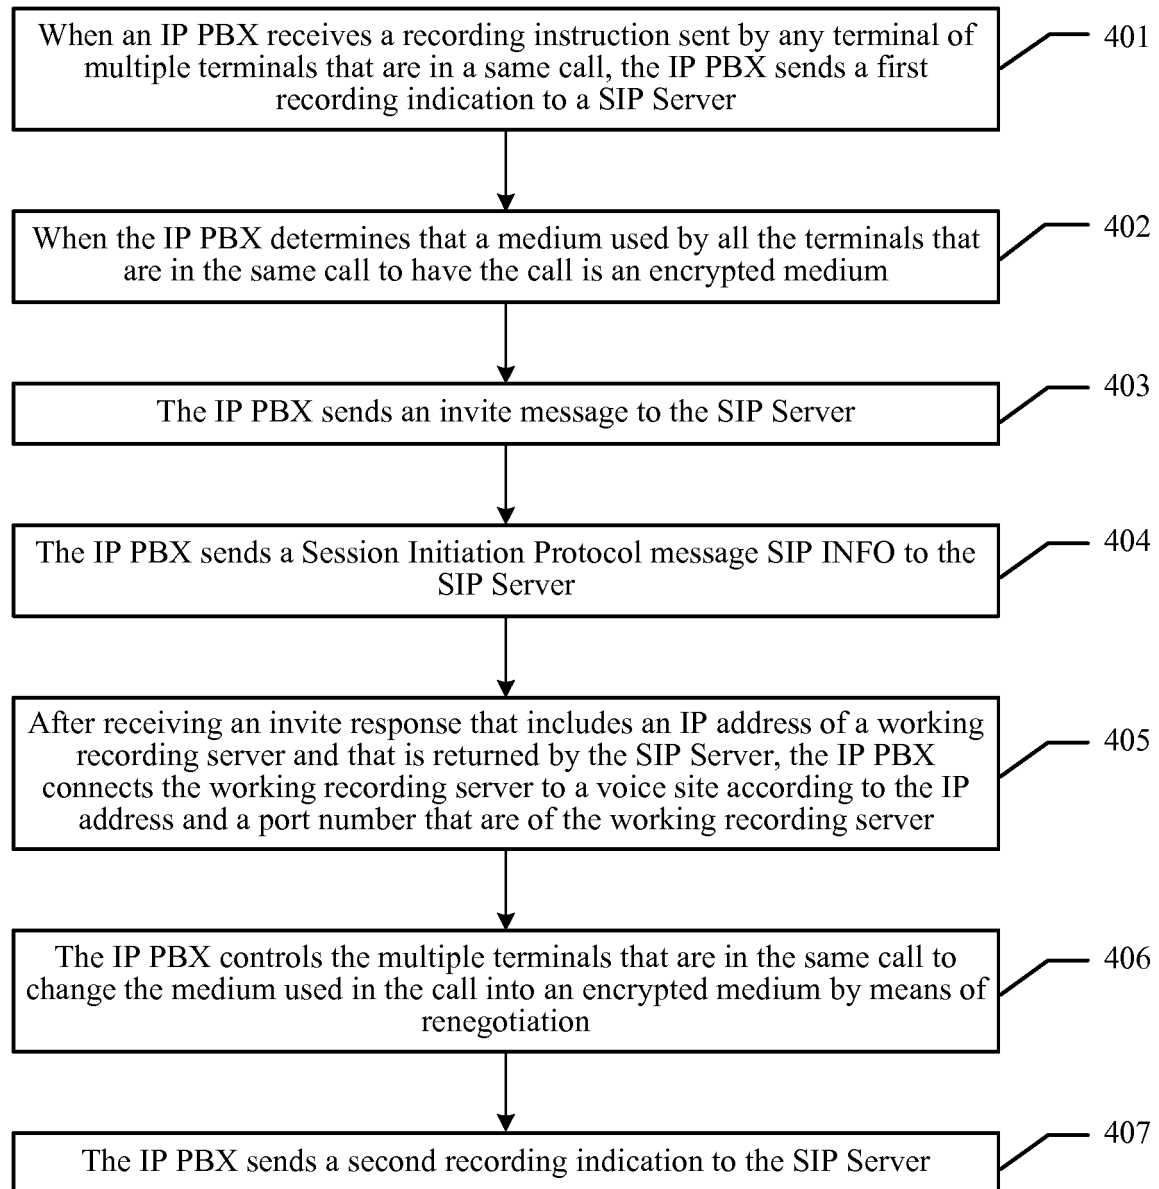 When an IP PBX receives a recording instruction sent by any terminal of
multiple terminals that are in a same call, the IP PBX sends a first
recording indication to a SIP Server
401
When the IP PBX determines that a medium used by all the terminals that
are in the same call to have the call is an encrypted medium
402
The IP PBX sends an invite message to the SIP Server
403
The IP PBX sends a Session Initiation Protocol message SIP INFO to the
SIP Server
404
After receiving an invite response that includes an IP address of a working
recording server and that is returned by the SIP Server, the IP PBX
connects the working recording server to a voice site according to the IP
address and a port number that are of the working recording server
405
The IP PBX controls the multiple terminals that are in the same call to
change the medium used in the call into an encrypted medium by means of
renegotiation
406
The IP PBX sends a second recording indication to the SIP Server
407